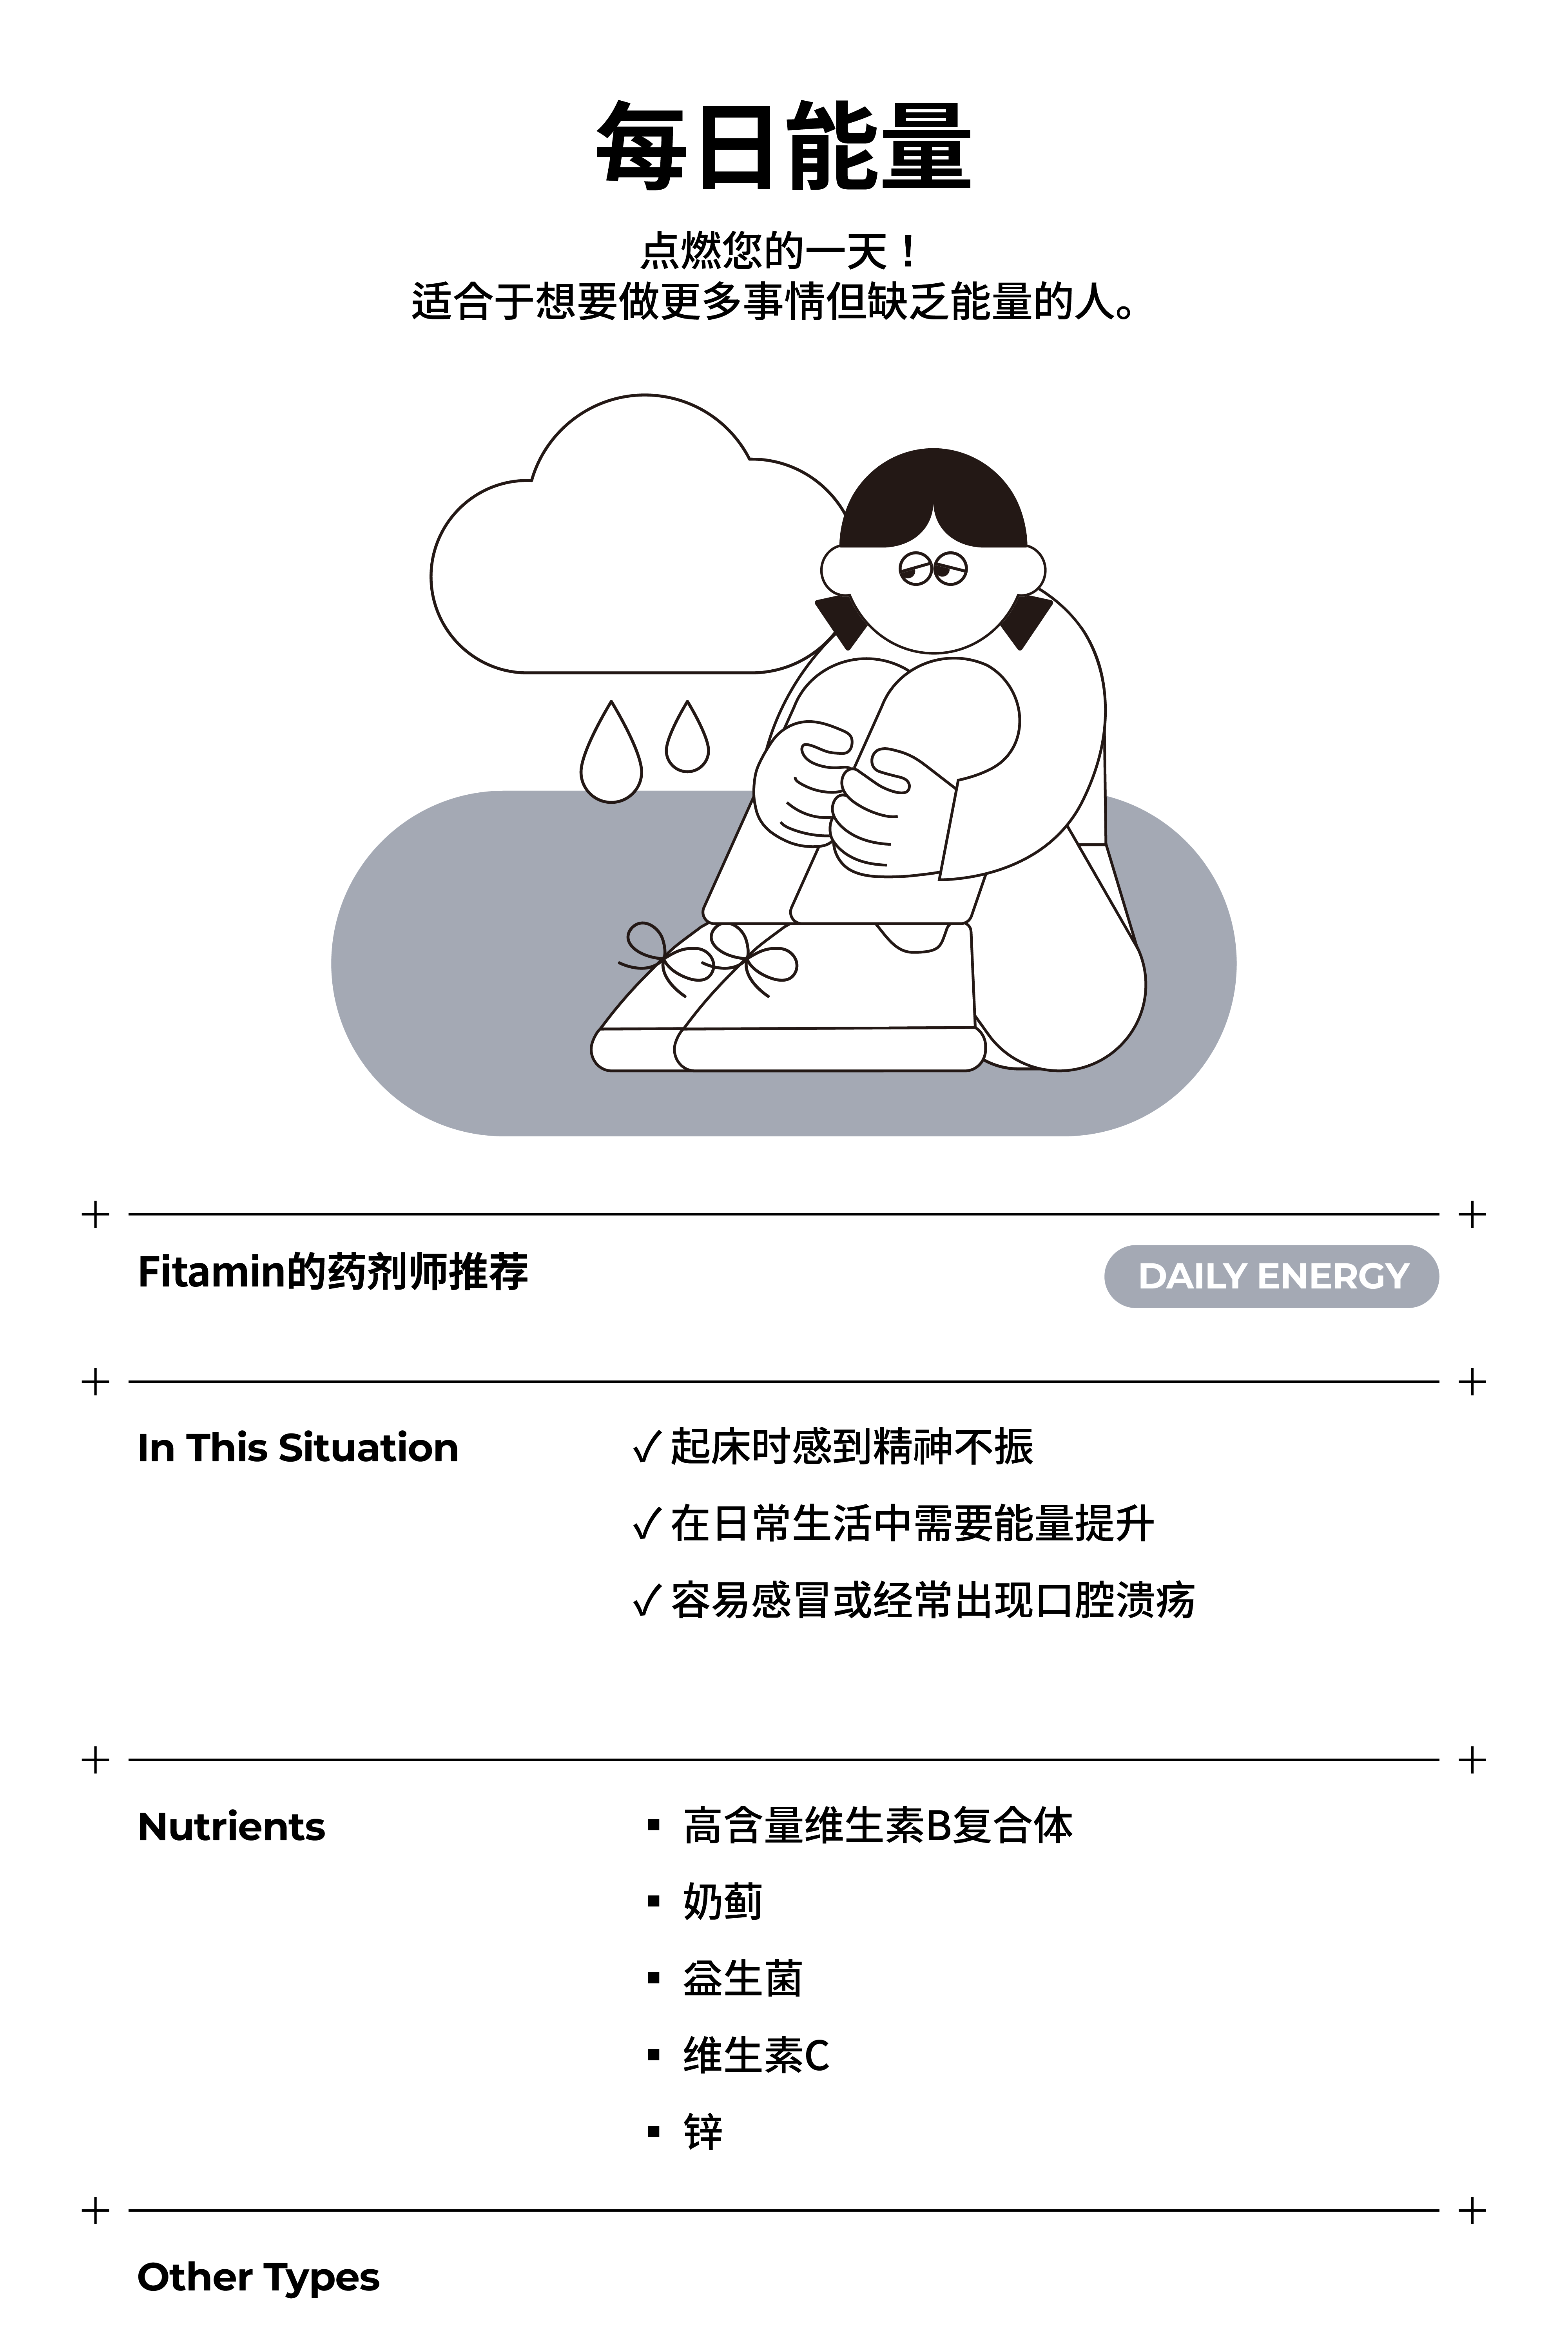 每日能量
点燃您的一天！
适合于想要做更多事情但缺乏能量的人。
Fitamin的药剂师推荐
DAILY ENERGY
In This Situation
✓ 起床时感到精神不振
✓ 在日常生活中需要能量提升
✓ 容易感冒或经常出现口腔溃疡
Nutrients
▪ 高含量维生素B复合体
▪ 奶蓟
▪ 益生菌
▪ 维生素C
▪ 锌
Other Types